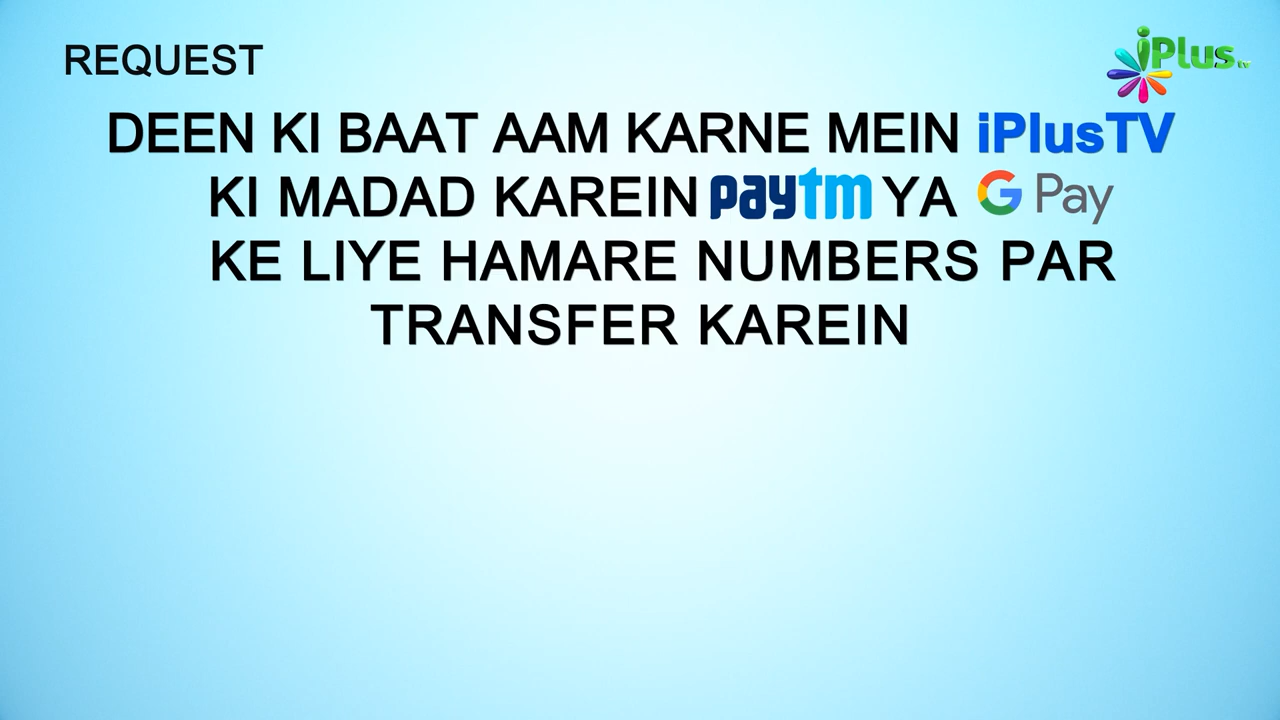 REQUEST
iPlus tv
DEEN KI BAAT AAM KARNE MEIN iPlusTV
KI MADAD KAREIN paytm YA G Pay
KE LIYE HAMARE NUMBERS PAR
TRANSFER KAREIN